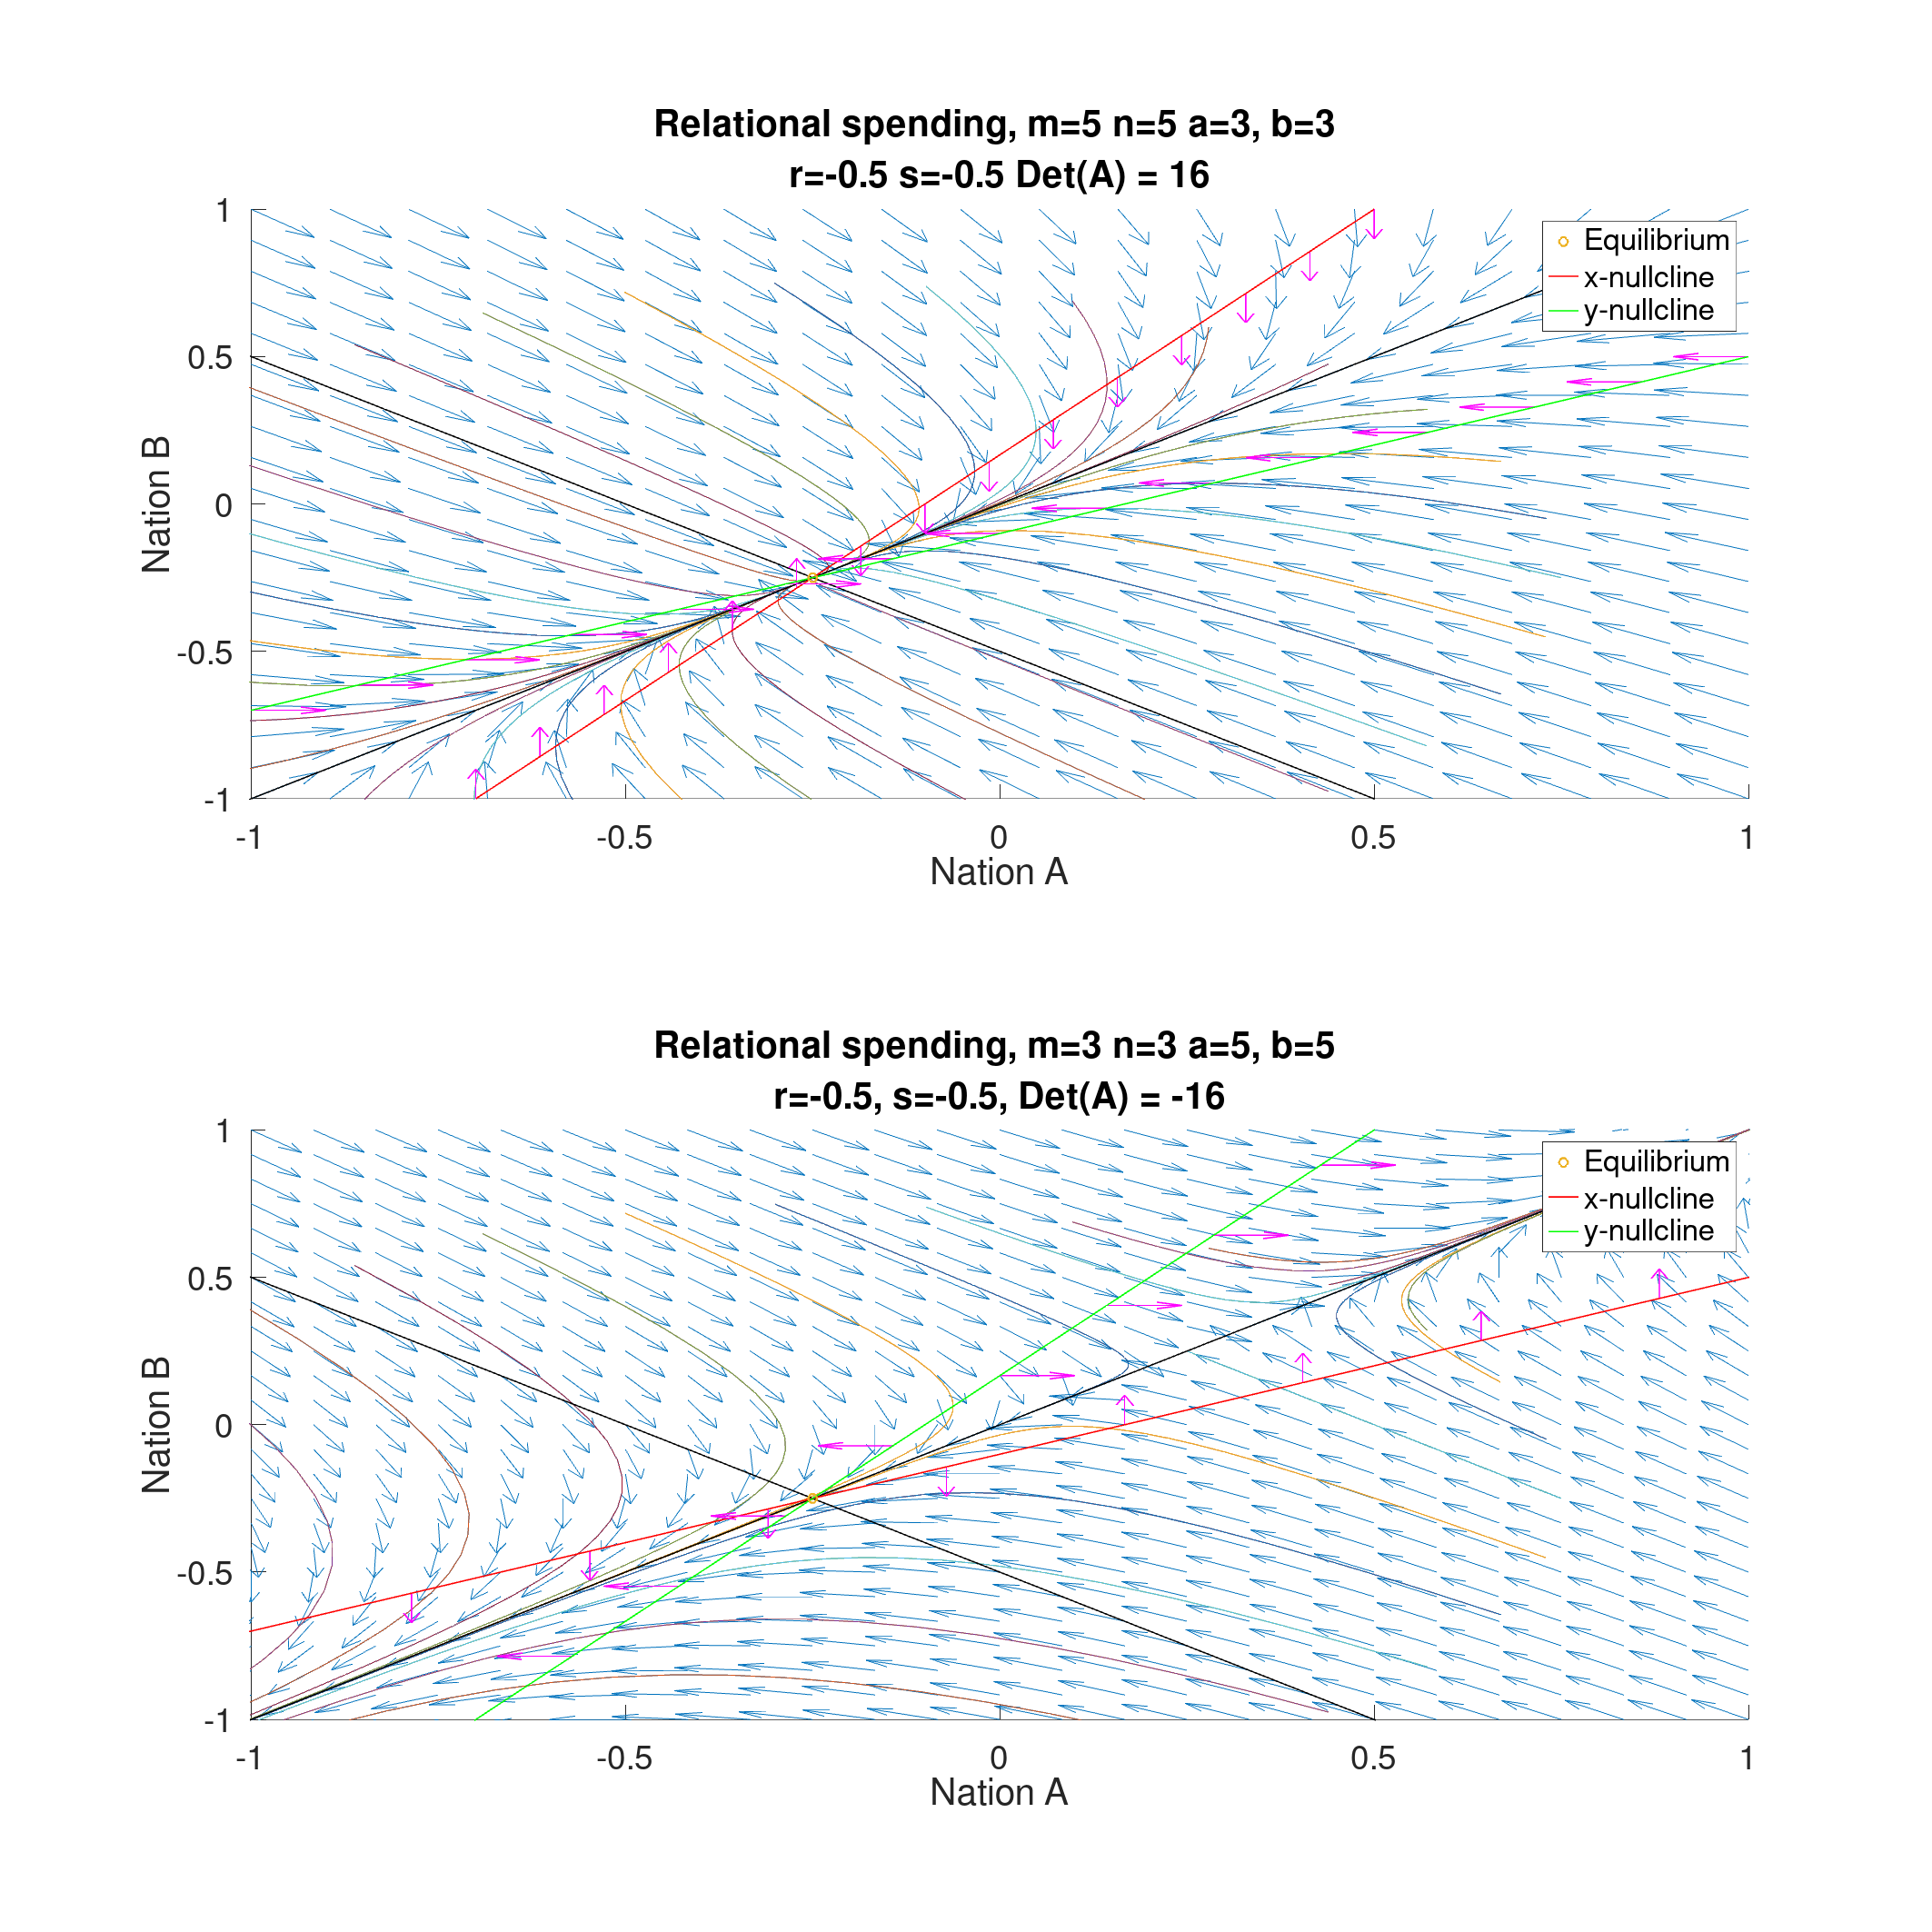 Relational spending, m=5 n=5 a=3, b=3
r=-0.5 s=-0.5 Det(A) = 16
1
0.5
0
-0.5
-1
Nation B
Equilibrium
x-nullcline
y-nullcline
-1 -0.5 0 0.5 1
Nation A
Relational spending, m=3 n=3 a=5, b=5
r=-0.5, s=-0.5, Det(A) = -16
1
0.5
0
-0.5
-1
Nation B
Equilibrium
x-nullcline
y-nullcline
-1 -0.5 0 0.5 1
Nation A